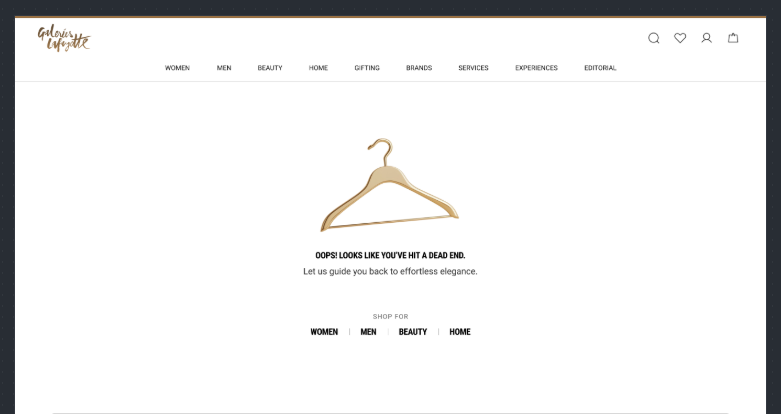 Galeries
Lafayette
WOMEN MEN BEAUTY HOME GIFTING BRANDS SERVICES EXPERIENCES EDITORIAL
OOPS! LOOKS LIKE YOU'VE HIT A DEAD END.
Let us guide you back to effortless elegance.
SHOP FOR
WOMEN | MEN | BEAUTY | HOME